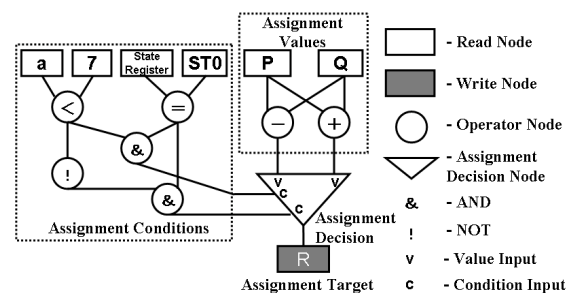 Assignment
Values
a 7 State
Register ST0 P Q
< = − +
&
!
&
V V
C
C
Assignment Conditions
Assignment
Decision
R
Assignment Target
- Read Node
- Write Node
- Operator Node
- Assignment
Decision Node
& - AND
! - NOT
V - Value Input
C - Condition Input